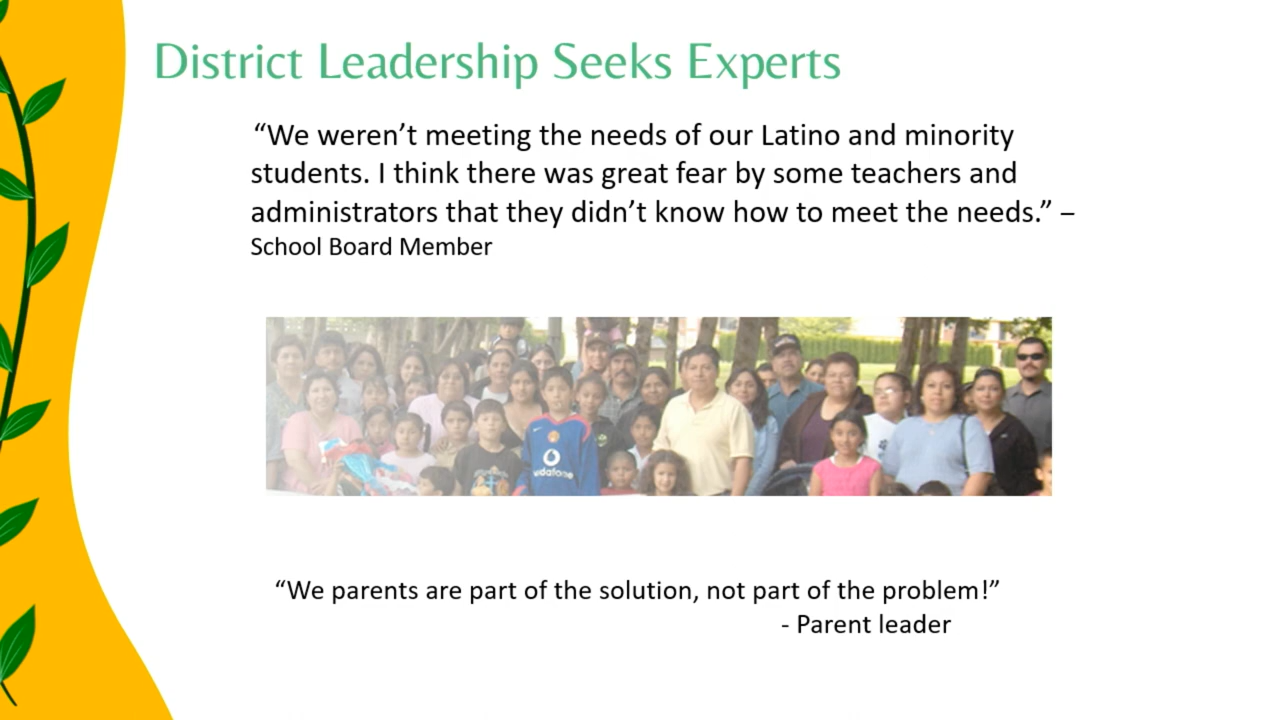 District Leadership Seeks Experts
“We weren’t meeting the needs of our Latino and minority
students. I think there was great fear by some teachers and
administrators that they didn’t know how to meet the needs.” –
School Board Member
vodafone
“We parents are part of the solution, not part of the problem!”
- Parent leader